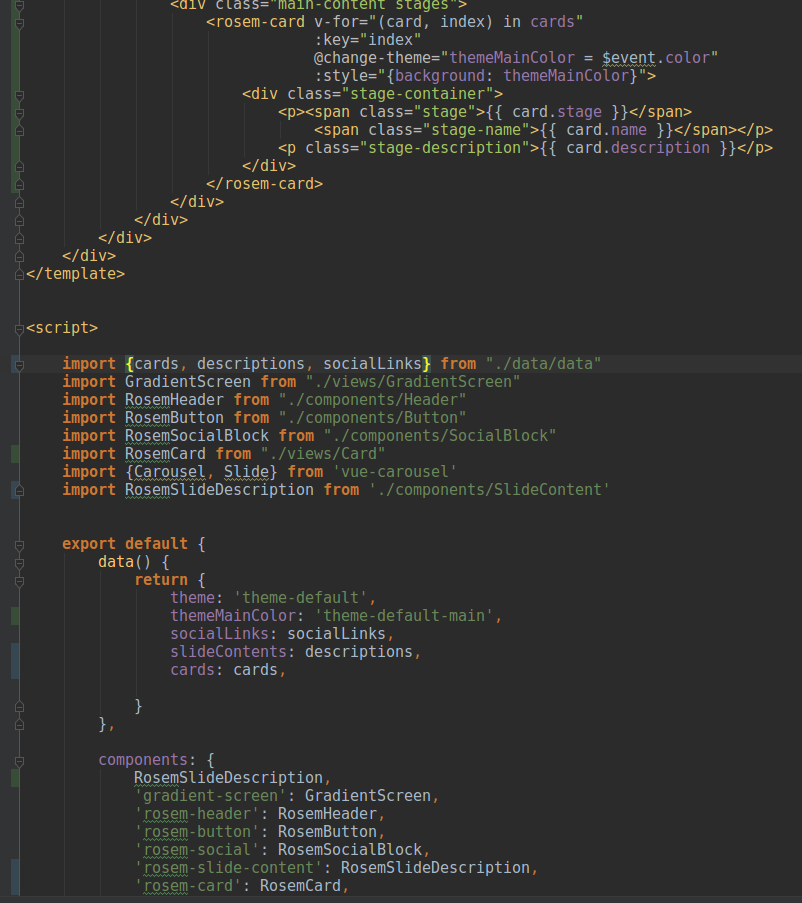 <div class="main-content stages">
<rosem-card v-for="(card, index) in cards"
:key="index"
@change-theme="themeMainColor = $event.color"
:style="{background: themeMainColor}">
<div class="stage-container">
<p><span class="stage">{{ card.stage }}</span>
<span class="stage-name">{{ card.name }}</span></p>
<p class="stage-description">{{ card.description }}</p>
</div>
</rosem-card>
</div>
</div>
</div>
</div>
</template>
<script>
import {cards, descriptions, socialLinks} from "./data/data"
import GradientScreen from "./views/GradientScreen"
import RosemHeader from "./components/Header"
import RosemButton from "./components/Button"
import RosemSocialBlock from "./components/SocialBlock"
import RosemCard from "./views/Card"
import {Carousel, Slide} from 'vue-carousel'
import RosemSlideDescription from './components/SlideContent'
export default {
data() {
return {
theme: 'theme-default',
themeMainColor: 'theme-default-main',
socialLinks: socialLinks,
slideContents: descriptions,
cards: cards,
}
},
components: {
RosemSlideDescription,
'gradient-screen': GradientScreen,
'rosem-header': RosemHeader,
'rosem-button': RosemButton,
'rosem-social': RosemSocialBlock,
'rosem-slide-content': RosemSlideDescription,
'rosem-card': RosemCard,